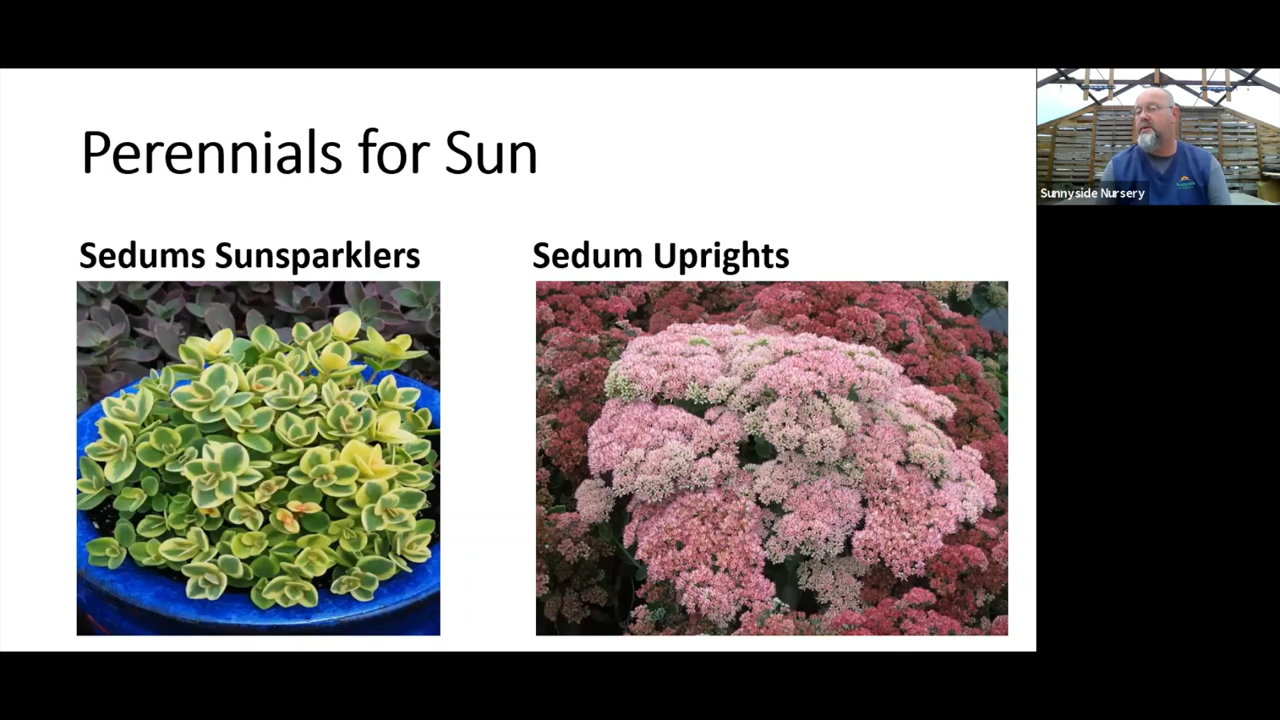 Perennials for Sun
Sedums Sunsparklers
Sedum Uprights
Sunnyside Nursery